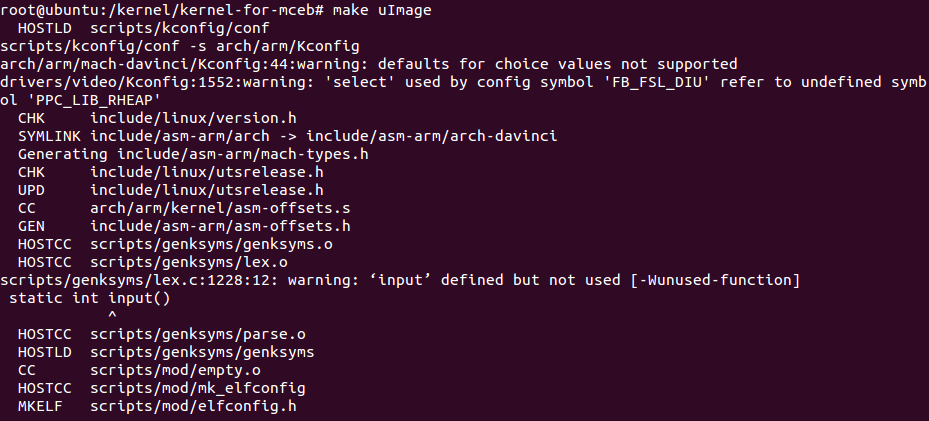 root@ubuntu:/kernel/kernel-for-mceb# make uImage
  HOSTLD  scripts/kconfig/conf
scripts/kconfig/conf -s arch/arm/Kconfig
arch/arm/mach-davinci/Kconfig:44:warning: defaults for choice values not supported
drivers/video/Kconfig:1552:warning: 'select' used by config symbol 'FB_FSL_DIU' refer to undefined symb
ol 'PPC_LIB_RHEAP'
  CHK     include/linux/version.h
  SYMLINK include/asm-arm/arch -> include/asm-arm/arch-davinci
  Generating include/asm-arm/mach-types.h
  CHK     include/linux/utsrelease.h
  UPD     include/linux/utsrelease.h
  CC      arch/arm/kernel/asm-offsets.s
  GEN     include/asm-arm/asm-offsets.h
  HOSTCC  scripts/genksyms/genksyms.o
  HOSTCC  scripts/genksyms/lex.o
scripts/genksyms/lex.c:1228:12: warning: ‘input’ defined but not used [-Wunused-function]
 static int input()
            ^
  HOSTCC  scripts/genksyms/parse.o
  HOSTLD  scripts/genksyms/genksyms
  CC      scripts/mod/empty.o
  HOSTCC  scripts/mod/mk_elfconfig
  MKELF   scripts/mod/elfconfig.h